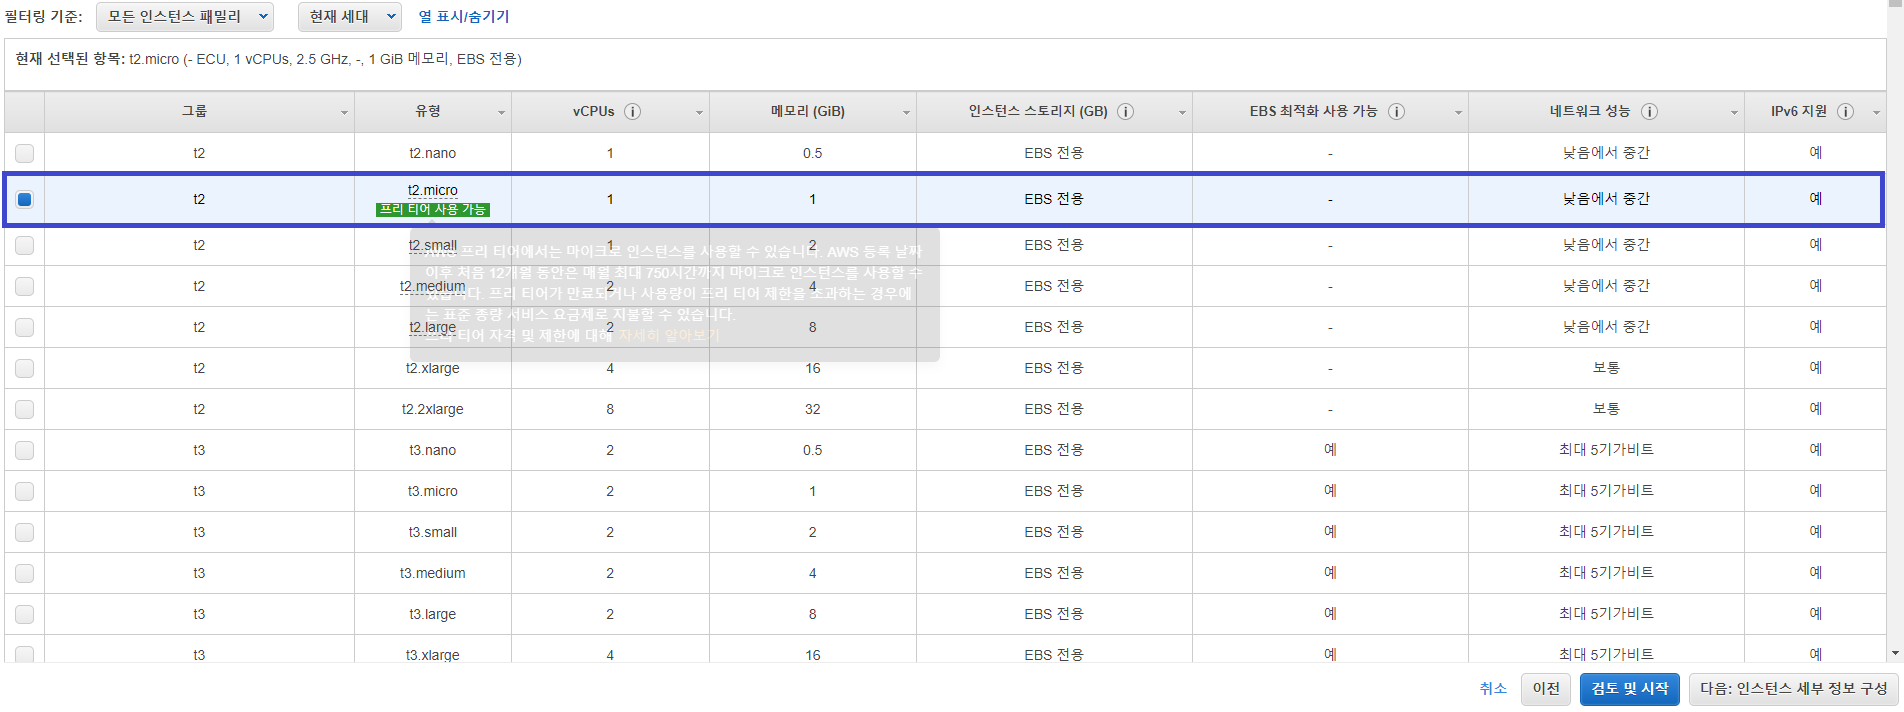 필터링 기준: 모든 인스턴스 패밀리 현재 세대 열 표시/숨기기
현재 선택된 항목: t2.micro (- ECU, 1 vCPUs, 2.5 GHz, -, 1 GiB 메모리, EBS 전용)
그룹 유형 vCPUs 메모리 (GiB) 인스턴스 스토리지 (GB) EBS 최적화 사용 가능 네트워크 성능 IPv6 지원
t2 t2.nano 1 0.5 EBS 전용 - 낮음에서 중간 예
t2 t2.micro 1 1 EBS 전용 - 낮음에서 중간 예
프리 티어 사용 가능
t2 t2.small 1 2 EBS 전용 - 낮음에서 중간 예
프리 티어에서는 마이크로 인스턴스를 사용할 수 있습니다. AWS 등록 날짜
이후 처음 12개월 동안은 매월 최대 750시간까지 마이크로 인스턴스를 사용할 수
t2 t2.medium 2 4 EBS 전용 - 낮음에서 중간 예
프리 티어가 만료되거나 사용량이 프리 티어 제한을 초과하는 경우에
는 표준 종량 서비스 요금제로 지불할 수 있습니다.
t2 t2.large 2 8 EBS 전용 - 낮음에서 중간 예
티어 자격 및 제한에 대해 자세히 알아보기
t2 t2.xlarge 4 16 EBS 전용 - 보통 예
t2 t2.2xlarge 8 32 EBS 전용 - 보통 예
t3 t3.nano 2 0.5 EBS 전용 예 최대 5기가비트 예
t3 t3.micro 2 1 EBS 전용 예 최대 5기가비트 예
t3 t3.small 2 2 EBS 전용 예 최대 5기가비트 예
t3 t3.medium 2 4 EBS 전용 예 최대 5기가비트 예
t3 t3.large 2 8 EBS 전용 예 최대 5기가비트 예
t3 t3.xlarge 4 16 EBS 전용 예 최대 5기가비트 예
취소 이전 검토 및 시작 다음: 인스턴스 세부 정보 구성